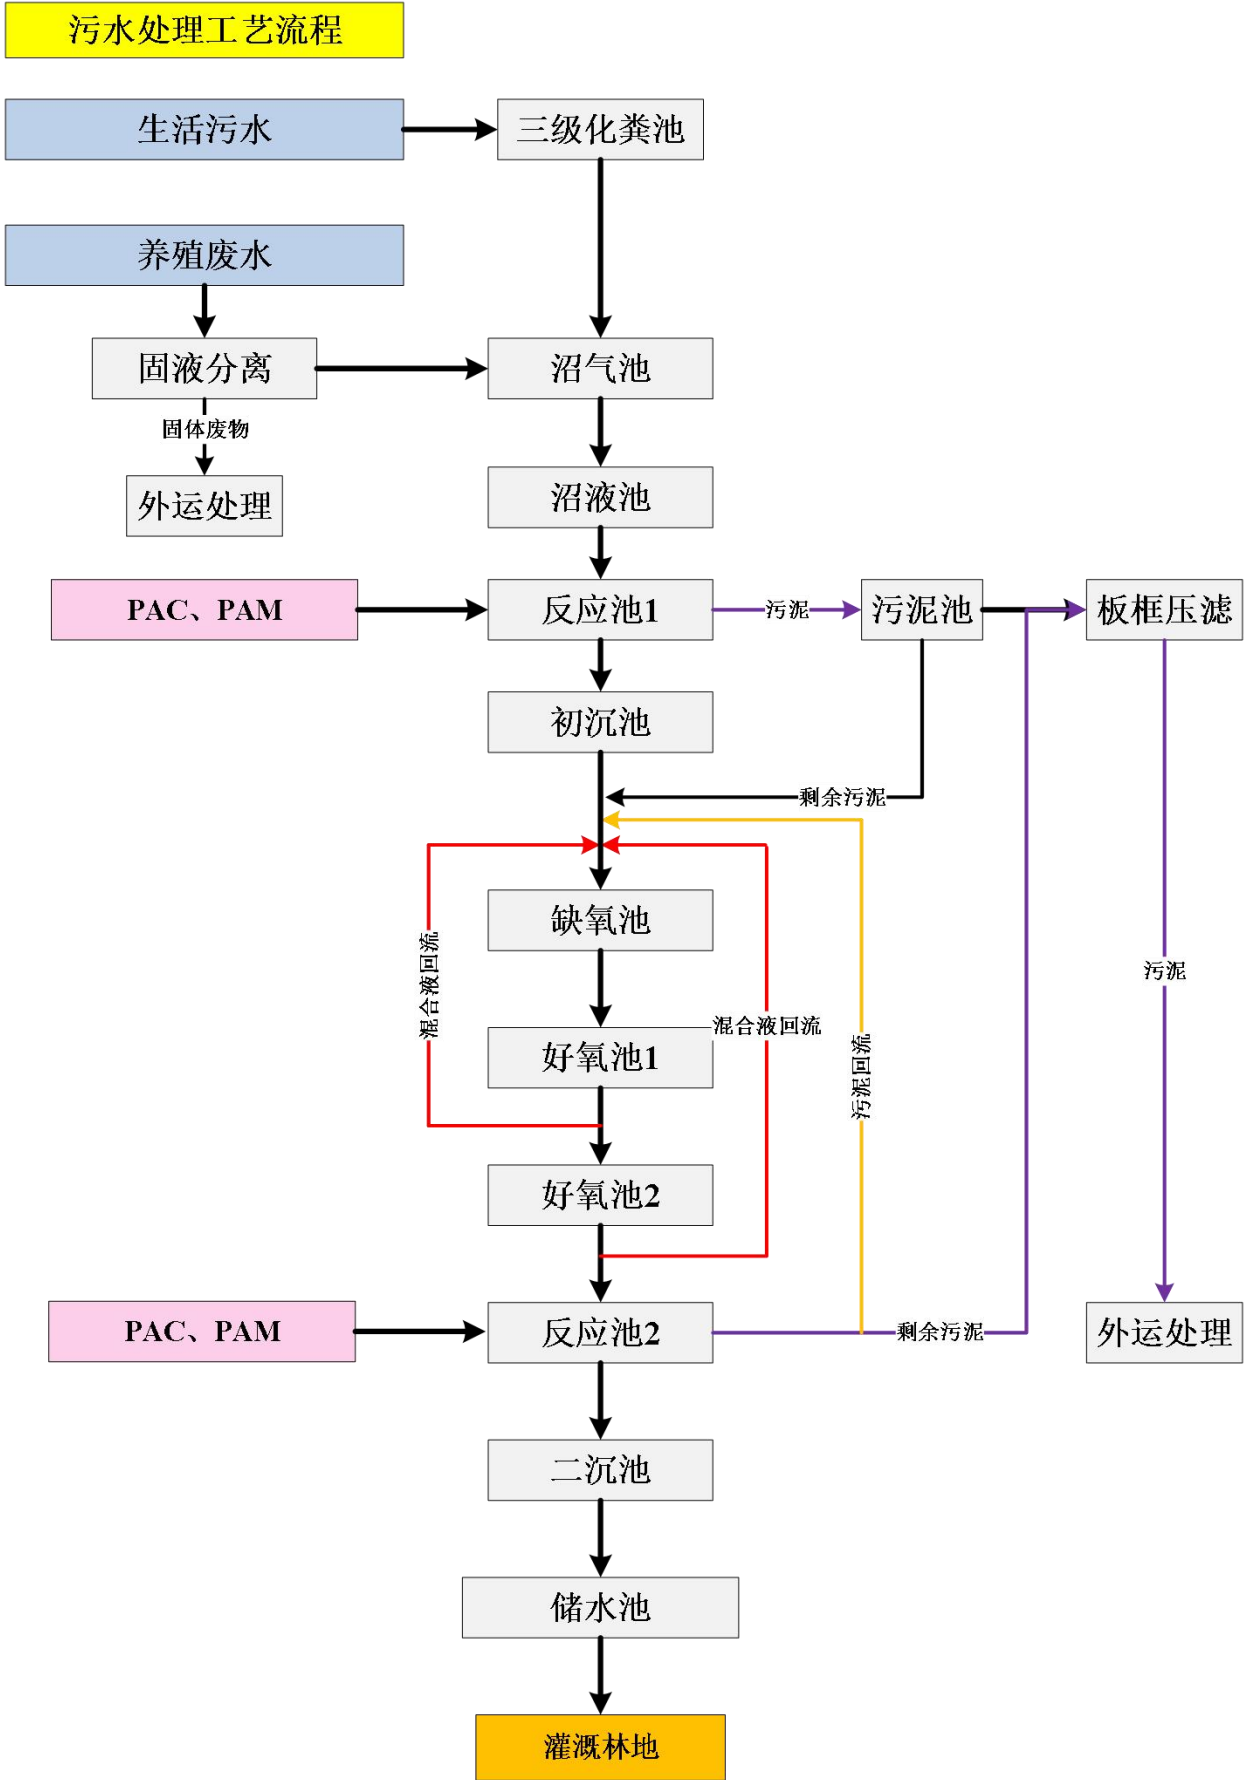 污水处理工艺流程
生活污水
三级化粪池
养殖废水
固液分离
沼气池
固体废物
外运处理
沼液池
PAC、PAM
反应池1
污泥
污泥池
板框压滤
初沉池
剩余污泥
缺氧池
混合液回流
污泥
好氧池1
混合液回流
污泥回流
好氧池2
PAC、PAM
反应池2
剩余污泥
外运处理
二沉池
储水池
灌溉林地